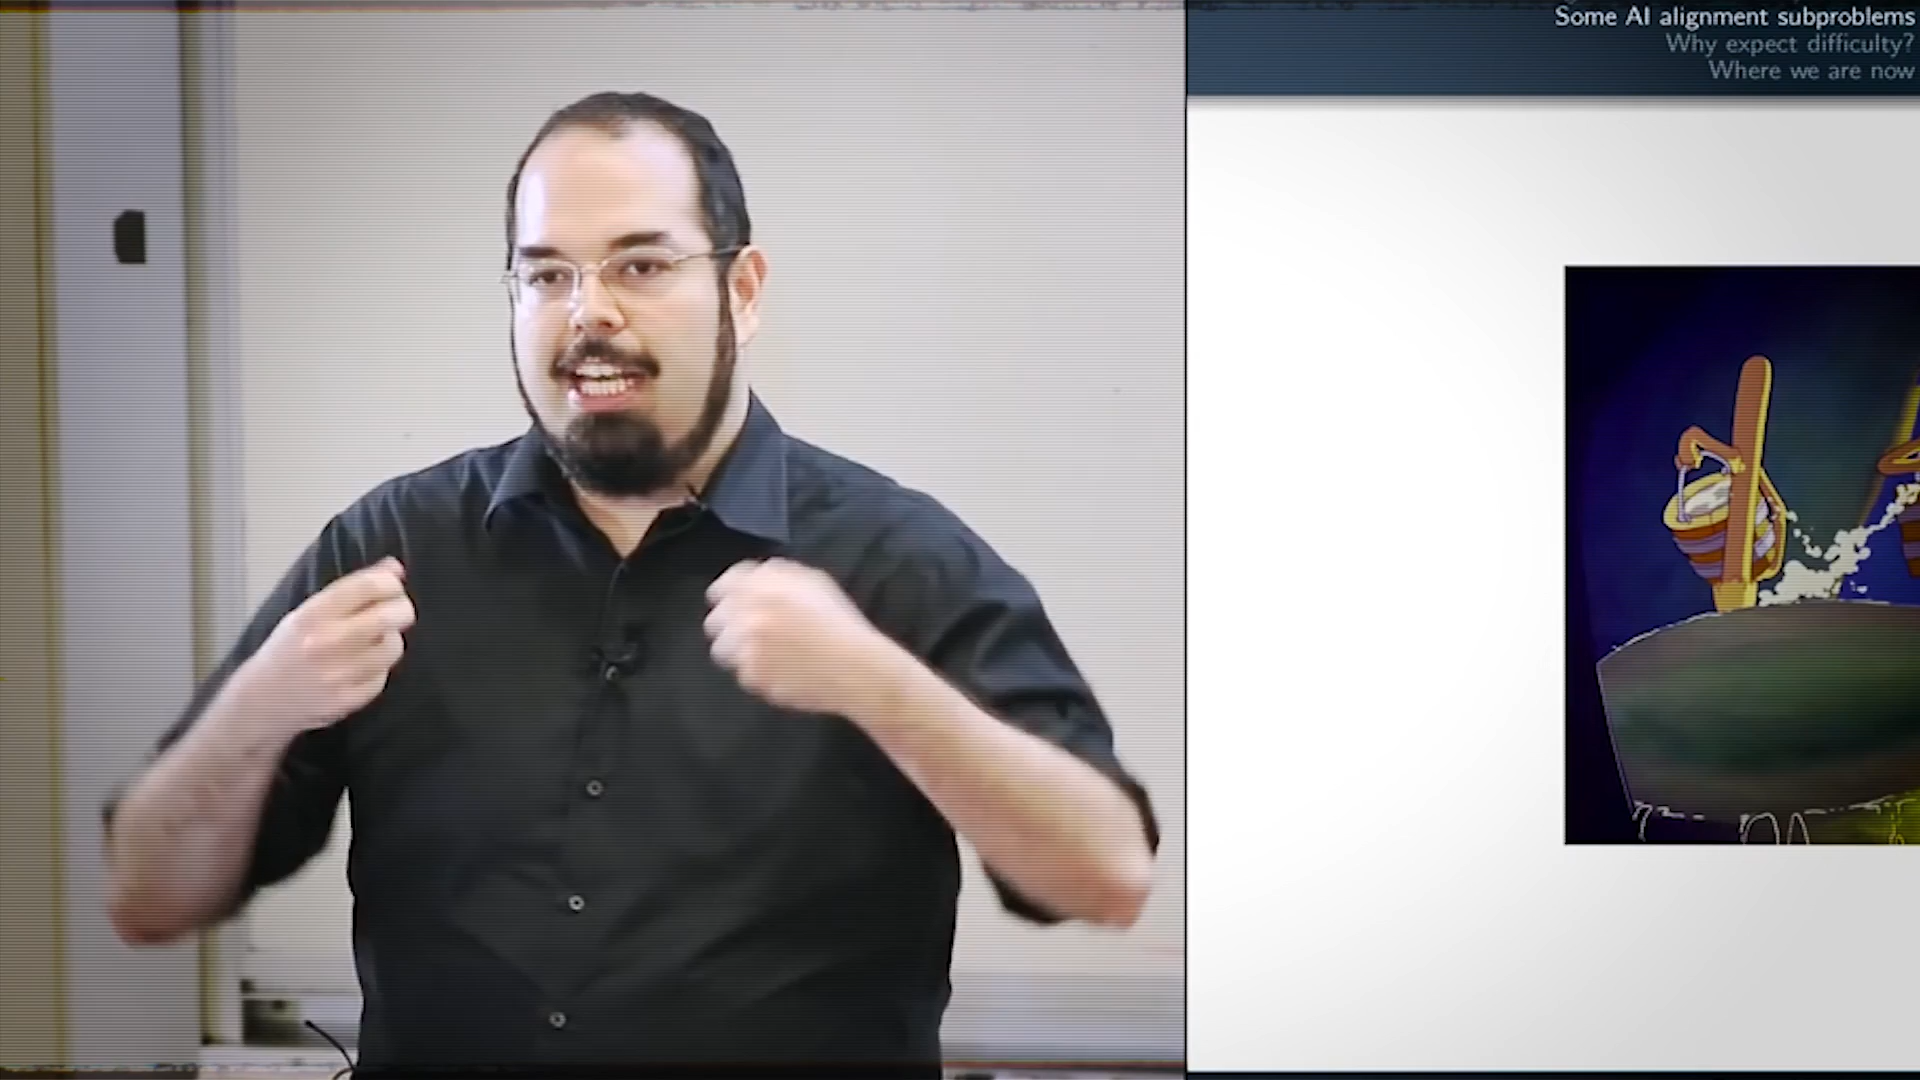 Some AI alignment subproblems
Why expect difficulty?
Where we are now